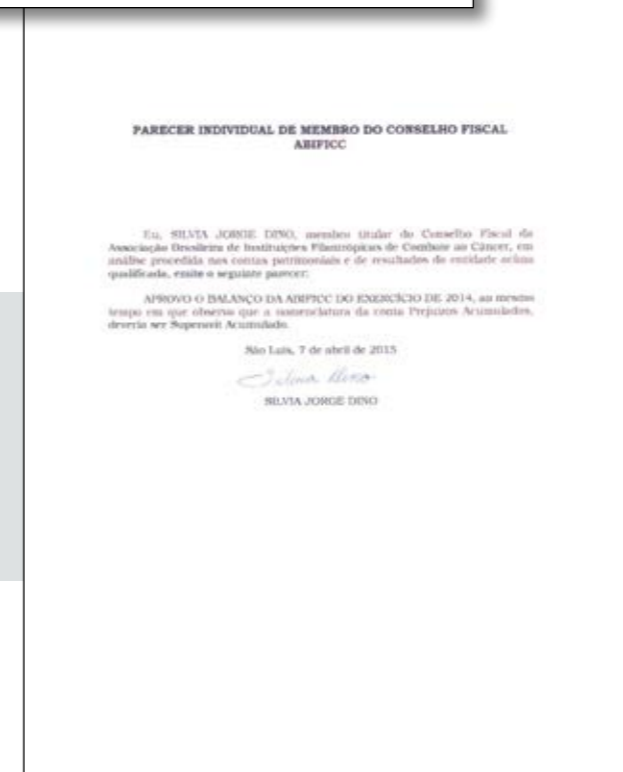 PARECER INDIVIDUAL DE MEMBRO DO CONSELHO FISCAL
ABIFICC
Eu, SILVIA JORGE DINO, membro titular do Conselho Fiscal da
Associação Brasileira de Instituições Filantrópicas de Combate ao Câncer, em
análise procedida nas contas patrimoniais e de resultados da entidade acima
qualificada, emite o seguinte parecer:
APROVO O BALANÇO DA ABIFICC DO EXERCÍCIO DE 2014, ao mesmo
tempo em que observa que a nomenclatura da conta Prejuízos Acumulados,
deveria ser Superavit Acumulado.
São Luís, 7 de abril de 2015
SILVIA JORGE DINO